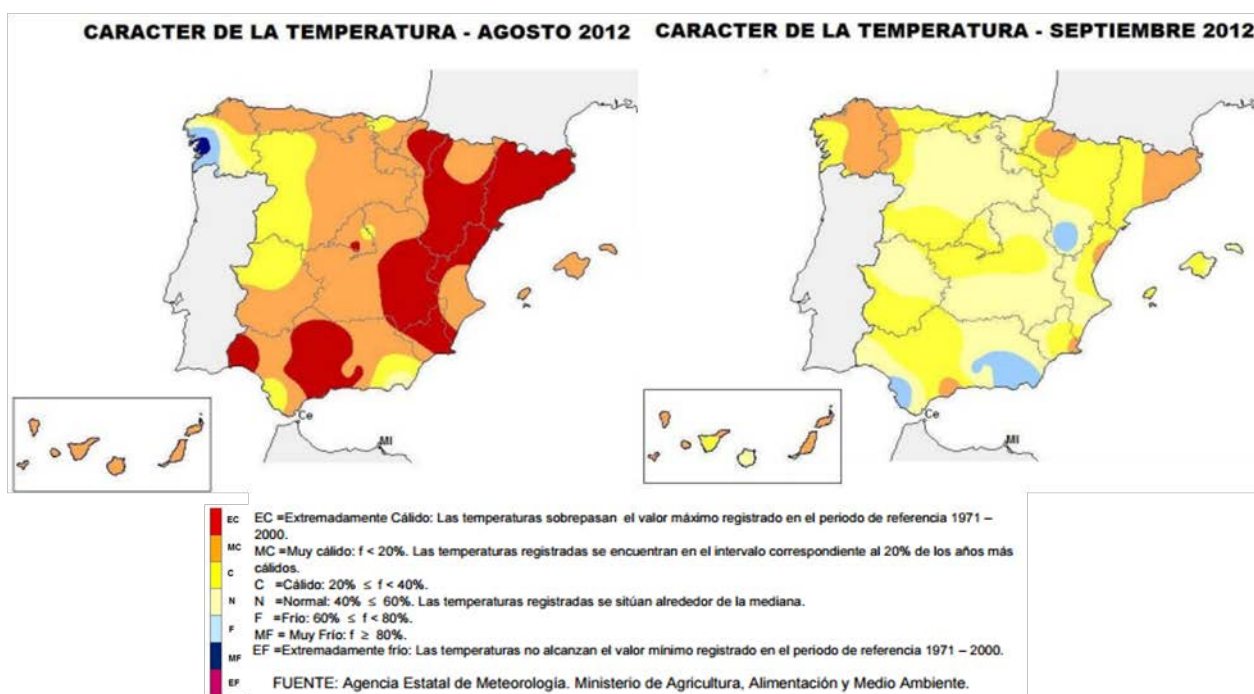 CARACTER DE LA TEMPERATURA - AGOSTO 2012
CARACTER DE LA TEMPERATURA - SEPTIEMBRE 2012
Ce
Ml
Ce
Ml
EC
MC
C
N
F
MF
EF
EC =Extremadamente Cálido: Las temperaturas sobrepasan el valor máximo registrado en el periodo de referencia 1971 –
2000.
MC =Muy cálido: f < 20%. Las temperaturas registradas se encuentran en el intervalo correspondiente al 20% de los años más
cálidos.
C =Cálido: 20% ≤ f < 40%.
N =Normal: 40% ≤ 60%. Las temperaturas registradas se sitúan alrededor de la mediana.
F =Frío: 60% ≤ f < 80%.
MF = Muy Frío: f ≥ 80%.
EF =Extremadamente frío: Las temperaturas no alcanzan el valor mínimo registrado en el periodo de referencia 1971 – 2000.
FUENTE: Agencia Estatal de Meteorología. Ministerio de Agricultura, Alimentación y Medio Ambiente.